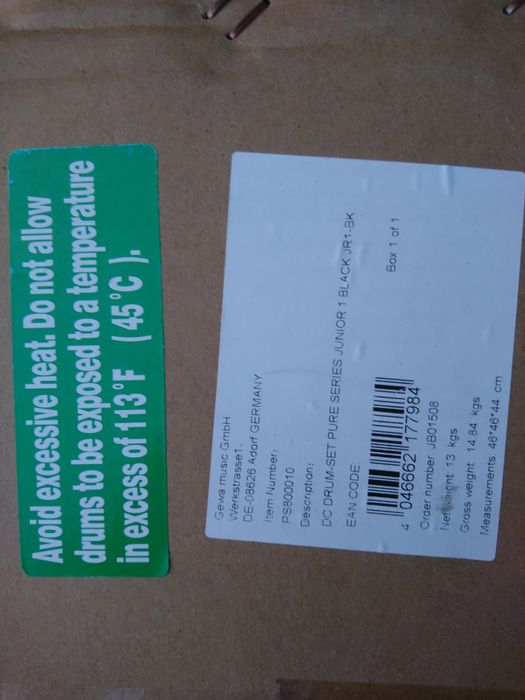 Avoid excessive heat. Do not allow
drums to be exposed to a temperature
in excess of 113°F ( 45°C ).
Gewa music GmbH
Werkstrasse1,
DE-08626 Adorf GERMANY
Item Number:
PS800010
Description:
DC DRUM-SET PURE SERIES JUNIOR 1 BLACK JR1-BK
EAN CODE:
Box 1 of 1
4 046662 177984
Order number JB01508
Net weight 13 kgs
Gross weight 14.84 kgs
Measurements 46*46*44 cm